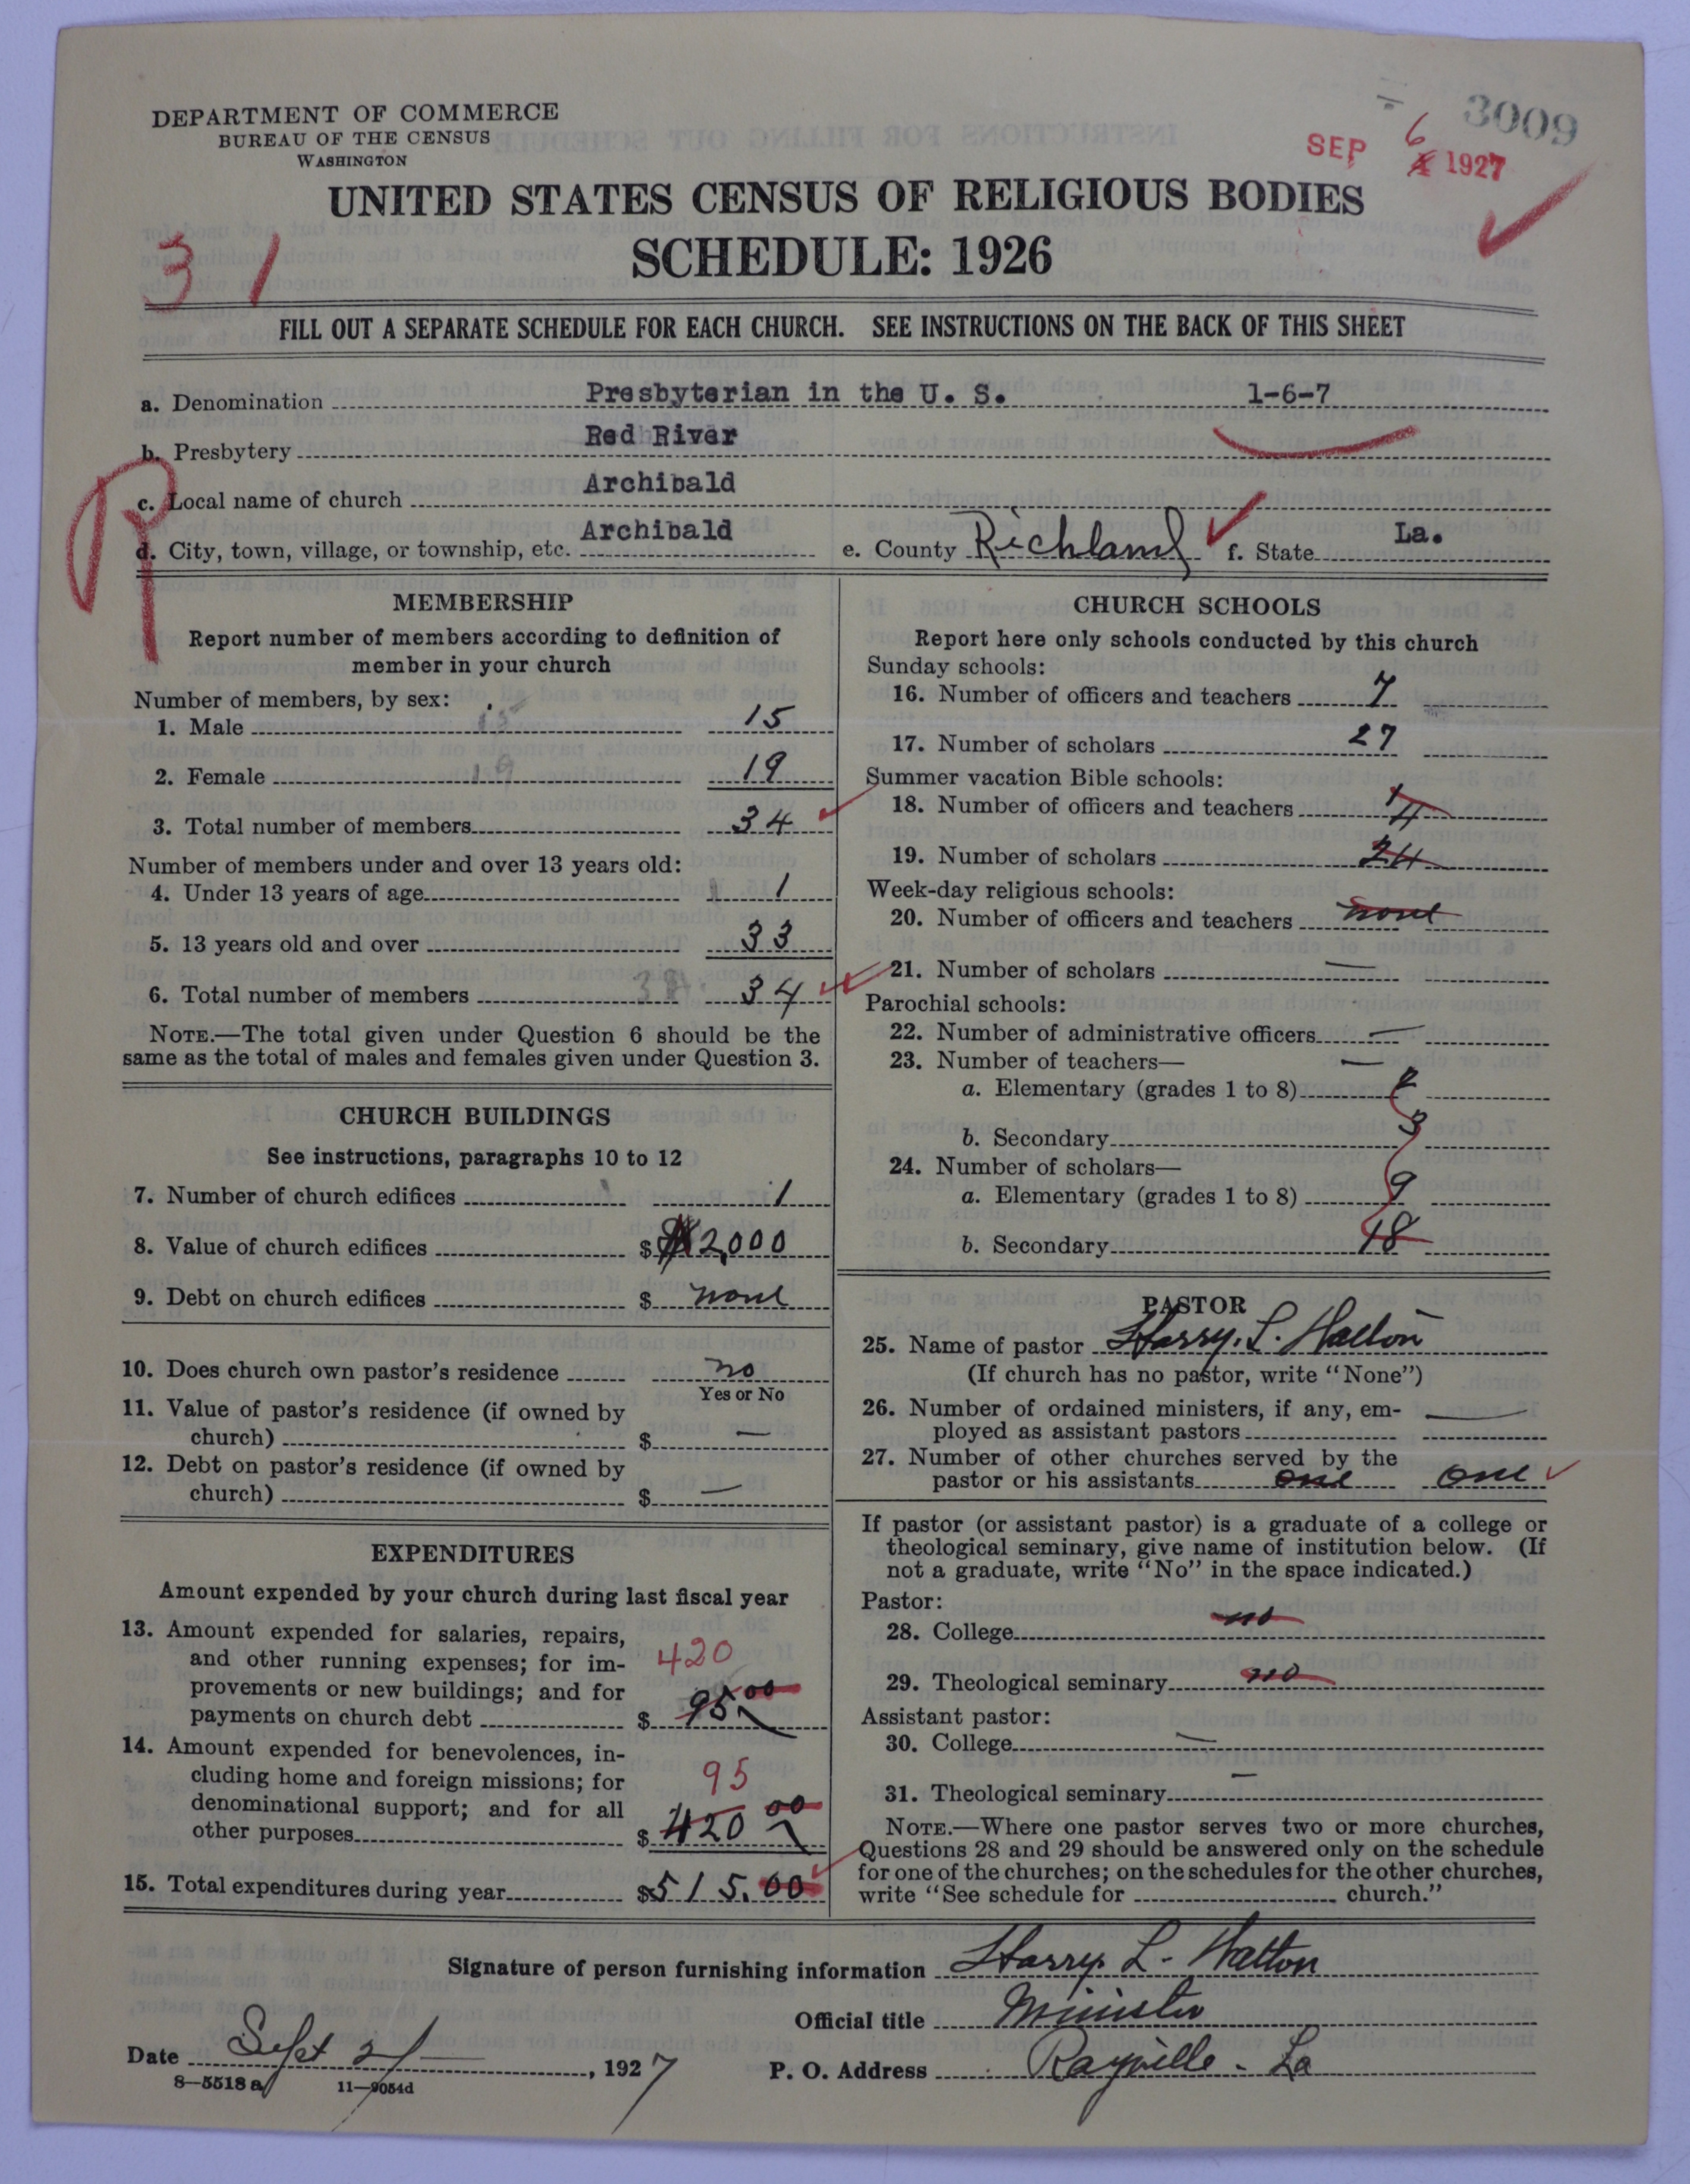 3009
SEP 6 1927
DEPARTMENT OF COMMERCE
BUREAU OF THE CENSUS
WASHINGTON
UNITED STATES CENSUS OF RELIGIOUS BODIES
SCHEDULE: 1926
31
FILL OUT A SEPARATE SCHEDULE FOR EACH CHURCH. SEE INSTRUCTIONS ON THE BACK OF THIS SHEET
a. Denomination Presbyterian in the U. S. 1-6-7
b. Presbytery Red River
c. Local name of church Archibald
d. City, town, village, or township, etc. Archibald e. County Richland f. State La.
MEMBERSHIP
Report number of members according to definition of
member in your church
Number of members, by sex:
1. Male 15
2. Female 19
3. Total number of members 34
Number of members under and over 13 years old:
4. Under 13 years of age 1
5. 13 years old and over 33
6. Total number of members 34
NOTE.—The total given under Question 6 should be the
same as the total of males and females given under Question 3.
CHURCH BUILDINGS
See instructions, paragraphs 10 to 12
7. Number of church edifices 1
8. Value of church edifices $ 2,000
9. Debt on church edifices $ none
10. Does church own pastor's residence no
Yes or No
11. Value of pastor's residence (if owned by
church) $ —
12. Debt on pastor's residence (if owned by
church) $ —
EXPENDITURES
Amount expended by your church during last fiscal year
13. Amount expended for salaries, repairs,
and other running expenses; for im-
provements or new buildings; and for
payments on church debt $ 420
95 00
14. Amount expended for benevolences, in-
cluding home and foreign missions; for
denominational support; and for all
other purposes $ 95
420 00
15. Total expenditures during year $515.00
CHURCH SCHOOLS
Report here only schools conducted by this church
Sunday schools:
16. Number of officers and teachers 7
17. Number of scholars 27
Summer vacation Bible schools:
18. Number of officers and teachers 4
19. Number of scholars 24
Week-day religious schools:
20. Number of officers and teachers none
21. Number of scholars —
Parochial schools:
22. Number of administrative officers —
23. Number of teachers— —
a. Elementary (grades 1 to 8)
b. Secondary 3
24. Number of scholars—
a. Elementary (grades 1 to 8) 9
b. Secondary 18
PASTOR
25. Name of pastor Harry. L. Walton
(If church has no pastor, write "None")
26. Number of ordained ministers, if any, em-
ployed as assistant pastors —
27. Number of other churches served by the
pastor or his assistants one one
If pastor (or assistant pastor) is a graduate of a college or
theological seminary, give name of institution below. (If
not a graduate, write "No" in the space indicated.)
Pastor:
28. College no
29. Theological seminary no
Assistant pastor:
30. College —
31. Theological seminary —
NOTE.—Where one pastor serves two or more churches,
Questions 28 and 29 should be answered only on the schedule
for one of the churches; on the schedules for the other churches,
write "See schedule for church."
Signature of person furnishing information Harry L. Walton
Official title Minister
Date Sept 2, 1927 P. O. Address Rayville - La
8-5518 a 11-9054d